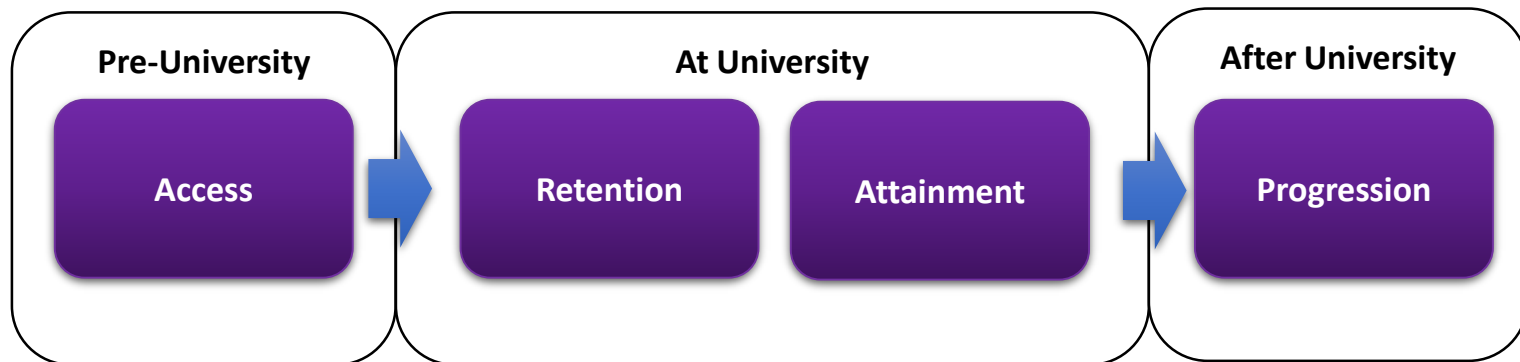 Pre-University
At University
After University
Access
Retention
Attainment
Progression